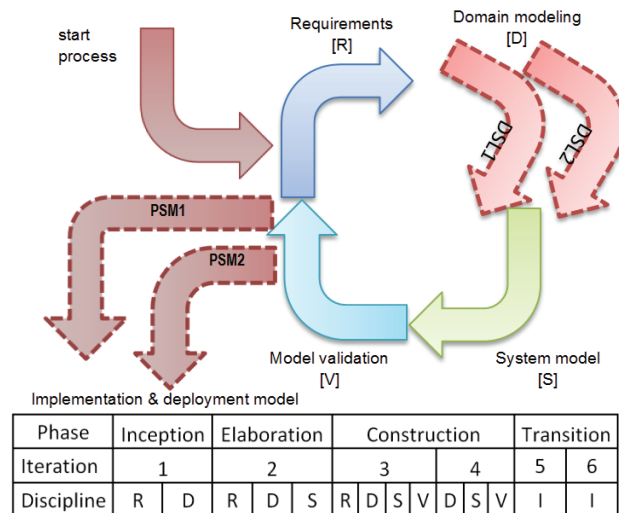 start
process
Requirements
[R]
Domain modeling
[D]
DSL1
DSL2
PSM1
PSM2
Model validation
[V]
System model
[S]
Implementation & deployment model
Phase Inception Elaboration Construction Transition
Iteration 1 2 3 4 5 6
Discipline R D R D S R D S V D S V I I